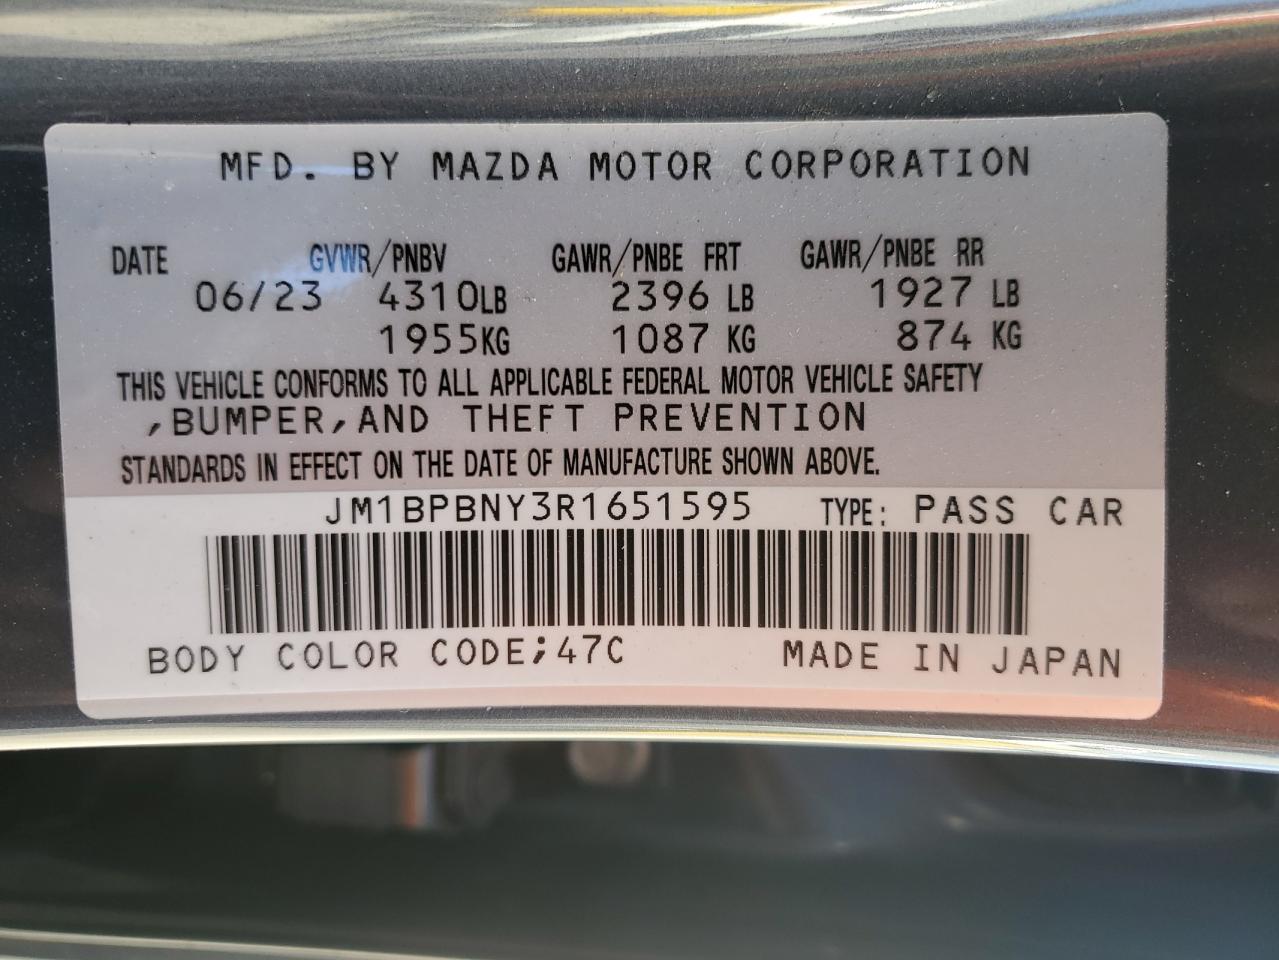 MFD. BY MAZDA MOTOR CORPORATION
DATE GVWR/PNBV GAWR/PNBE FRT GAWR/PNBE RR
06/23 4310LB 2396 LB 1927 LB
1955KG 1087 KG 874 KG
THIS VEHICLE CONFORMS TO ALL APPLICABLE FEDERAL MOTOR VEHICLE SAFETY
,BUMPER,AND THEFT PREVENTION
STANDARDS IN EFFECT ON THE DATE OF MANUFACTURE SHOWN ABOVE.
JM1BPBNY3R1651595 TYPE: PASS CAR
BODY COLOR CODE;47C MADE IN JAPAN